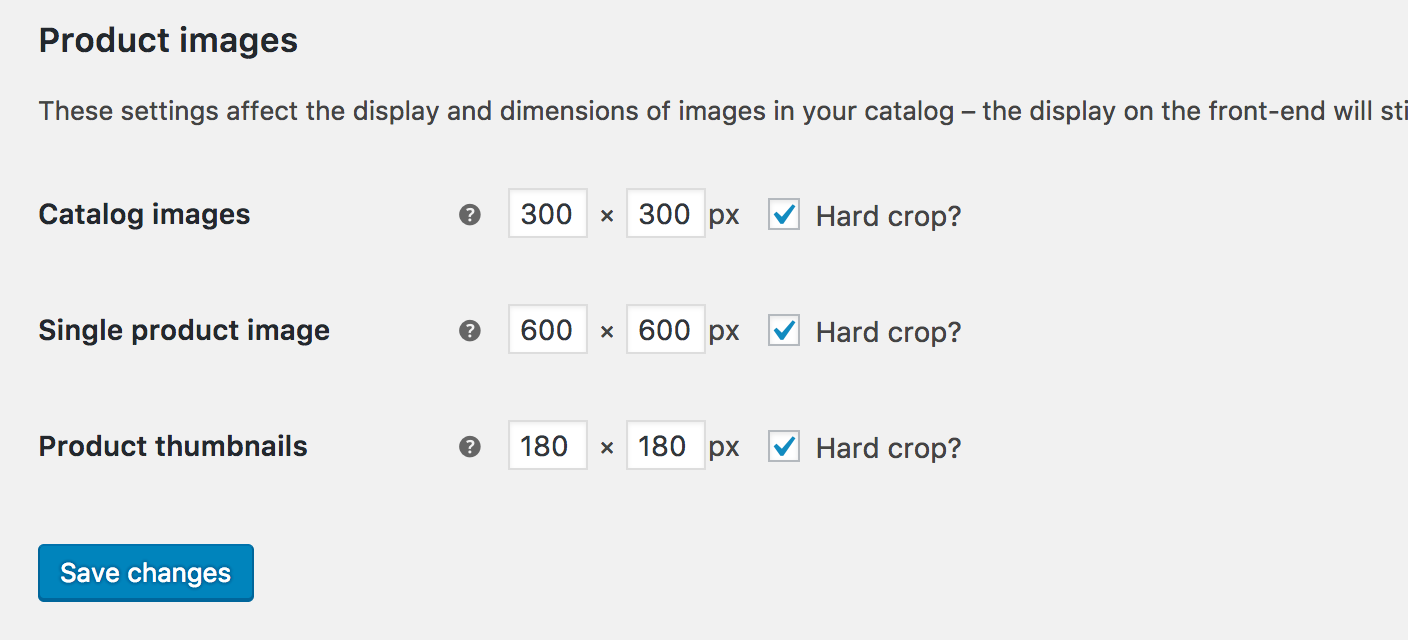 Product images
These settings affect the display and dimensions of images in your catalog – the display on the front-end will sti
Catalog images ? 300 × 300 px Hard crop?
Single product image ? 600 × 600 px Hard crop?
Product thumbnails ? 180 × 180 px Hard crop?
Save changes